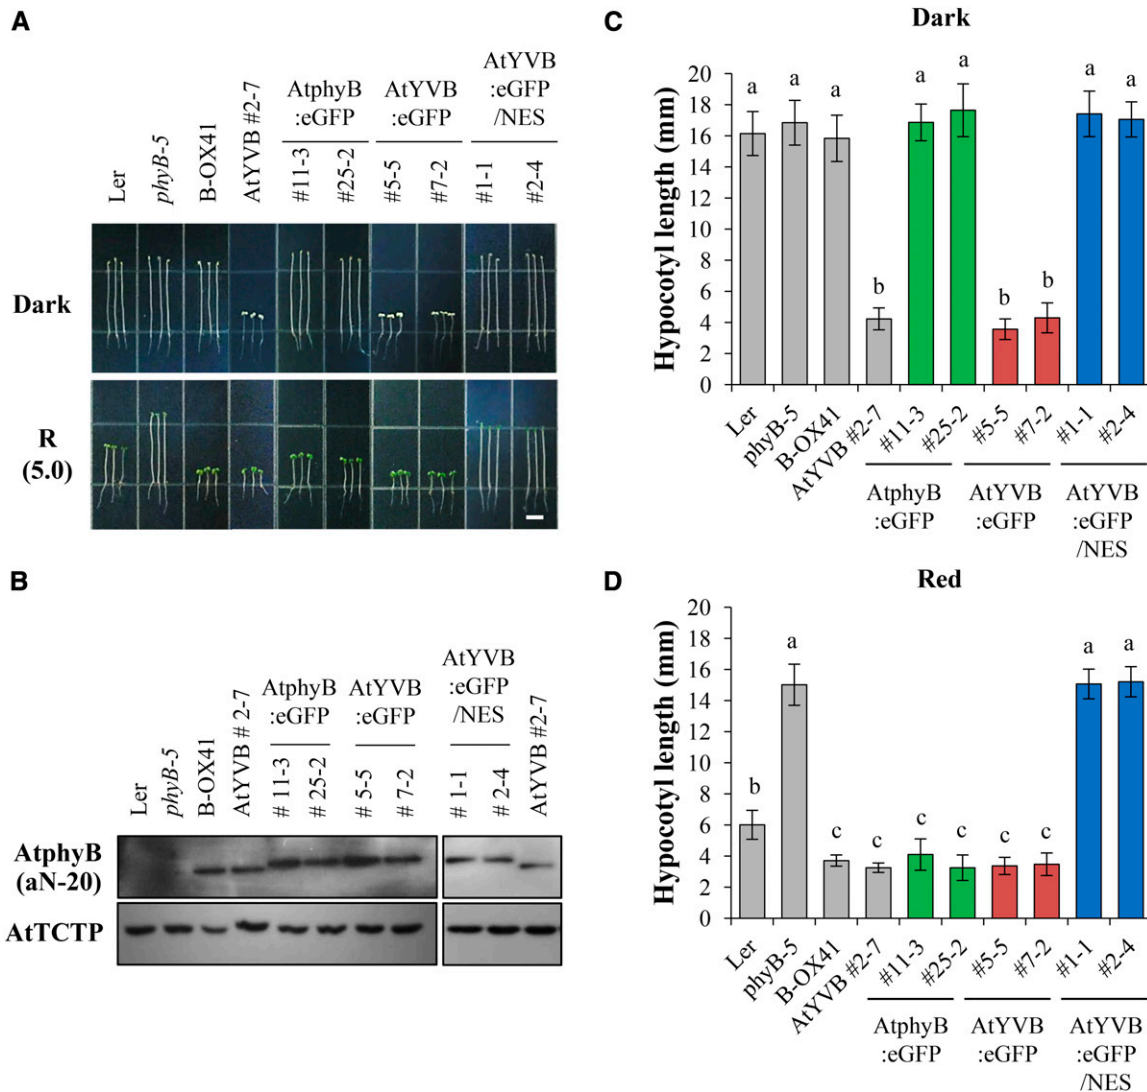 A
Ler
phyB-5
B-OX41
AtYVB #2-7
AtphyB
:eGFP
#11-3
#25-2
AtYVB
:eGFP
#5-5
#7-2
AtYVB
:eGFP
/NES
#1-1
#2-4
Dark
R
(5.0)
B
Ler
phyB-5
B-OX41
AtYVB # 2-7
AtphyB
:eGFP
# 11-3
# 25-2
AtYVB
:eGFP
# 5-5
# 7-2
AtYVB
:eGFP
/NES
# 1-1
# 2-4
AtYVB #2-7
AtphyB
(aN-20)
AtTCTP
C
Dark
Hypocotyl length (mm)
20
18
16
14
12
10
8
6
4
2
0
a
a
a
b
a
a
b
b
a
a
Ler
phyB-5
B-OX41
AtYVB #2-7
#11-3
#25-2
#5-5
#7-2
#1-1
#2-4
AtphyB
:eGFP
AtYVB
:eGFP
AtYVB
:eGFP
/NES
D
Red
Hypocotyl length (mm)
20
18
16
14
12
10
8
6
4
2
0
b
a
c
c
c
c
c
c
a
a
Ler
phyB-5
B-OX41
AtYVB #2-7
#11-3
#25-2
#5-5
#7-2
#1-1
#2-4
AtphyB
:eGFP
AtYVB
:eGFP
AtYVB
:eGFP
/NES